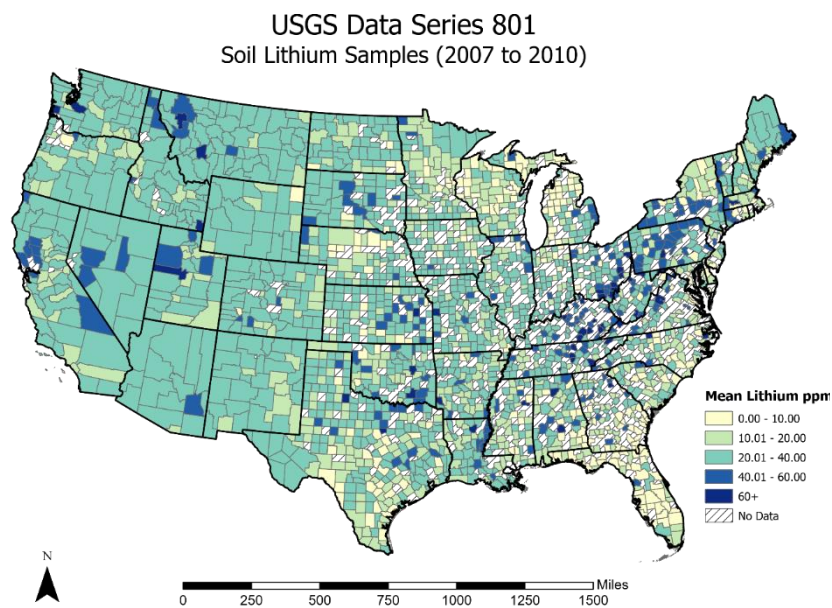 USGS Data Series 801
Soil Lithium Samples (2007 to 2010)
Mean Lithium ppm
0.00 - 10.00
10.01 - 20.00
20.01 - 40.00
40.01 - 60.00
60+
No Data
N
Miles
0 250 500 750 1000 1250 1500